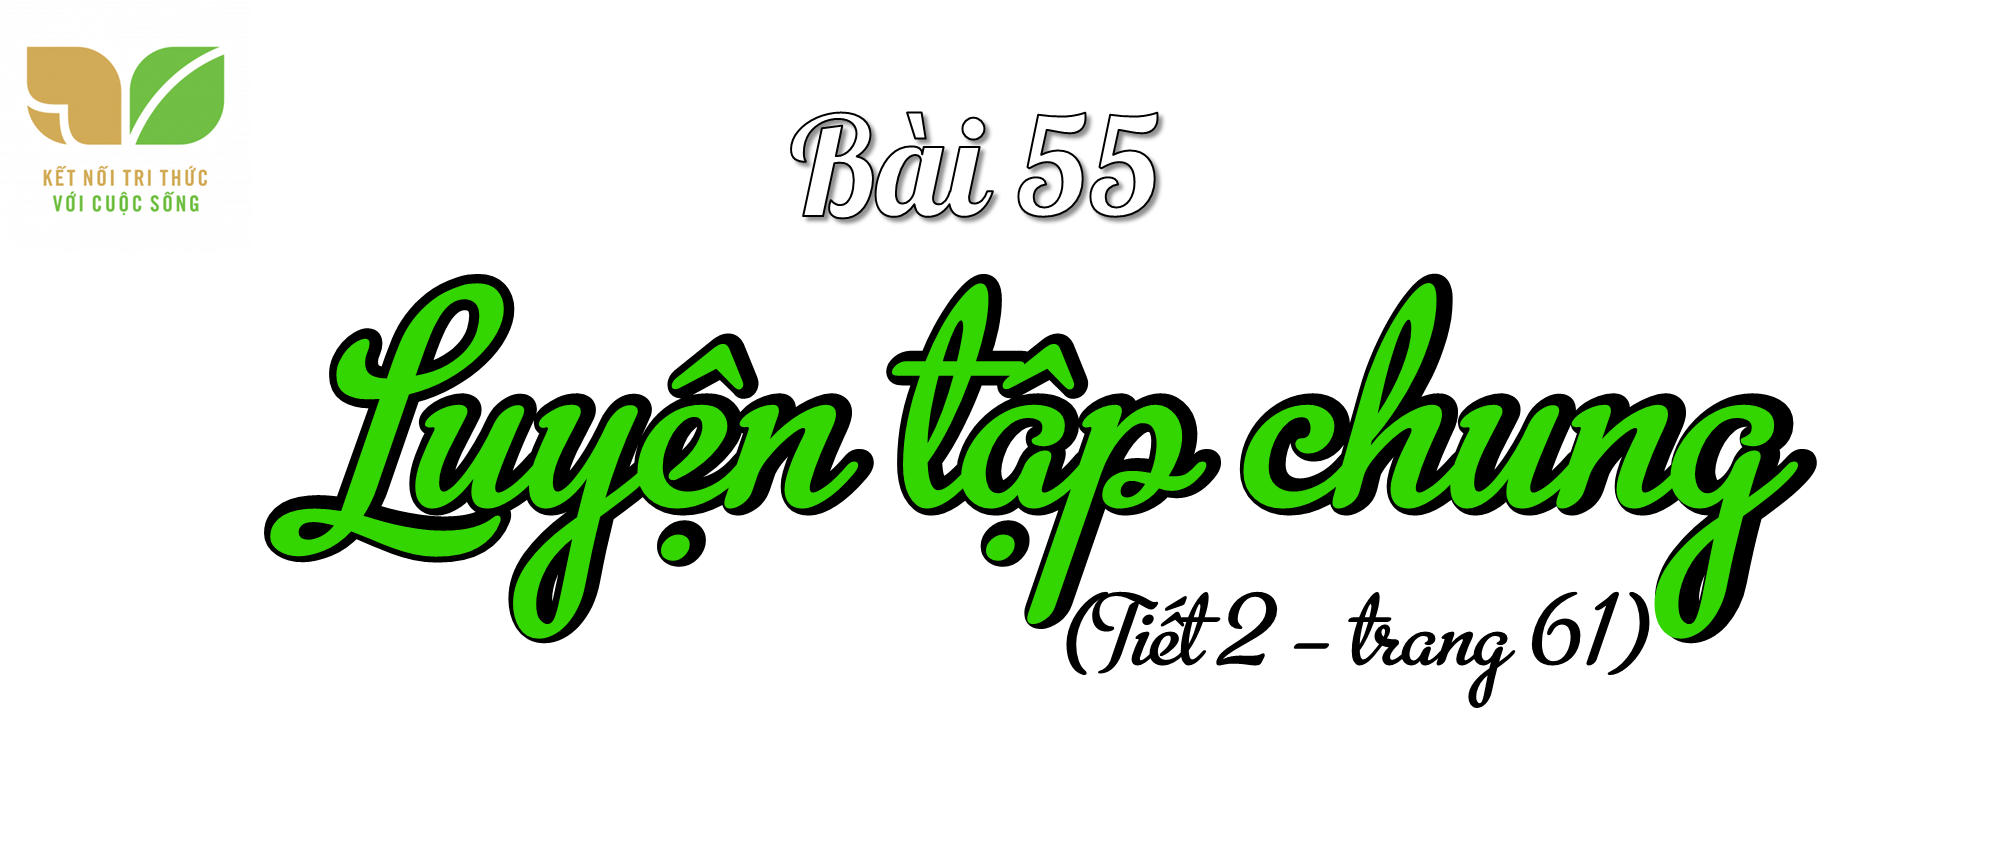 KẾT NỐI TRI THỨC
VỚI CUỘC SỐNG
Bài 55
Luyện tập chung
(Tiết 2 – trang 61)